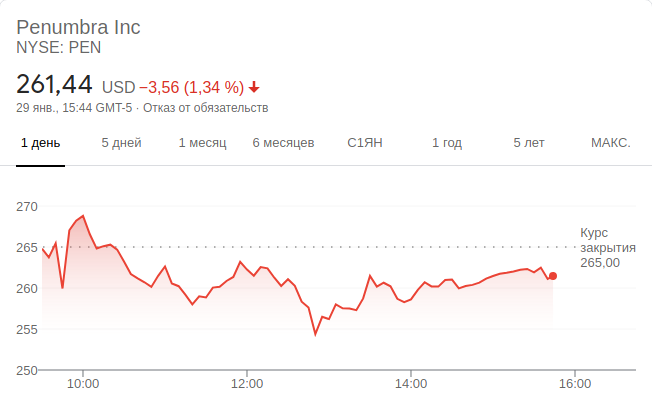 Penumbra Inc
NYSE: PEN
261,44 USD −3,56 (1,34 %)
29 янв., 15:44 GMT-5 · Отказ от обязательств
1 день 5 дней 1 месяц 6 месяцев С1ЯН 1 год 5 лет МАКС.
270
265
260
255
250
Курс
закрытия
265,00
10:00 12:00 14:00 16:00